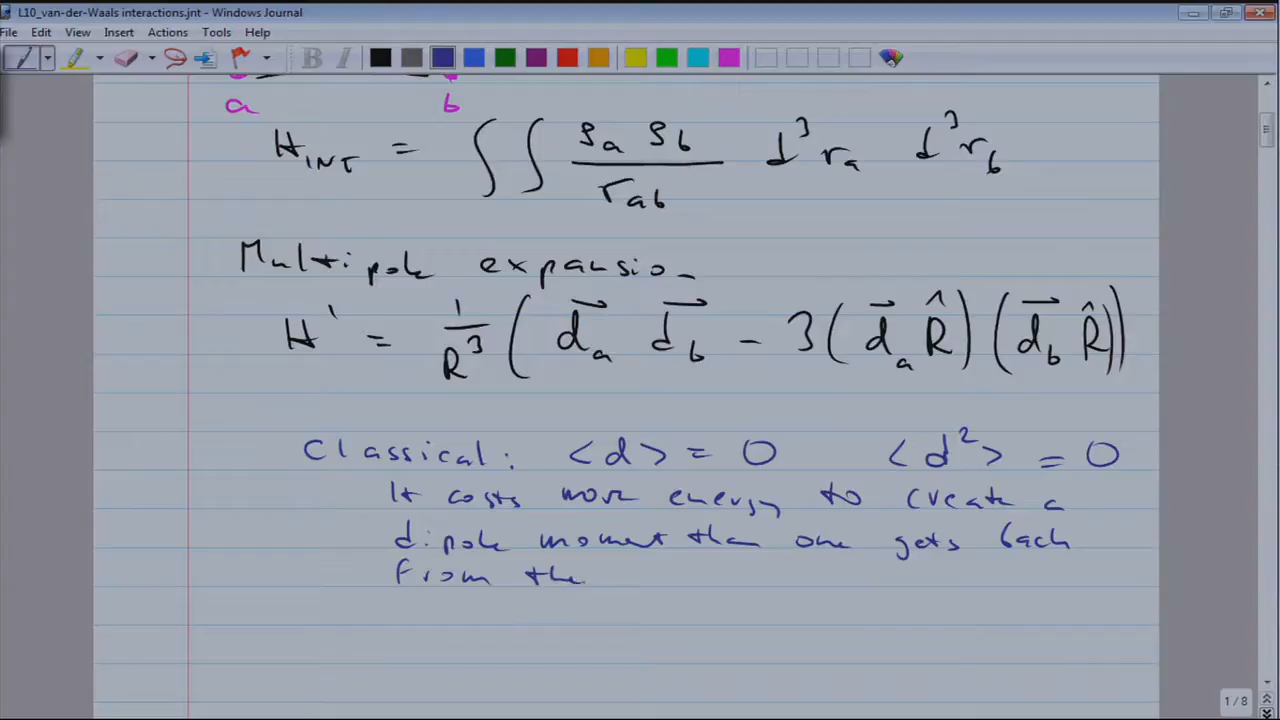 L10_van-der-Waals interactions.jnt - Windows Journal
File Edit View Insert Actions Tools Help
B I
a b
H_INT = ∫∫ ρ_a ρ_b / r_ab d³r_a d³r_b
Multipole expansion
H' = 1/R³ ( d⃗_a d⃗_b - 3 ( d⃗_a R̂ ) ( d⃗_b R̂ ))
Classical: <d> = 0 <d²> = 0
It costs more energy to create a
dipole moment than one gets back
from the
1 / 8